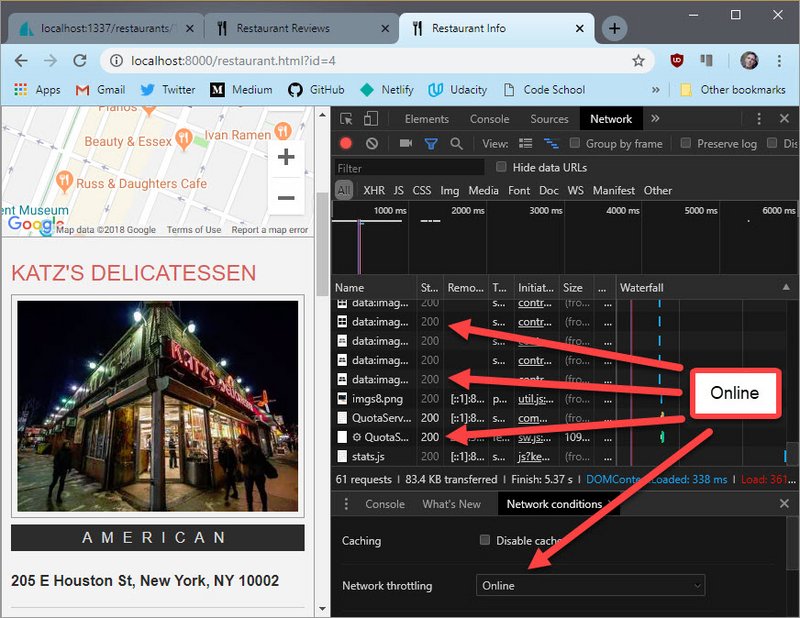 localhost:1337/restaurants/
Restaurant Reviews
Restaurant Info
localhost:8000/restaurant.html?id=4
Apps Gmail Twitter Medium GitHub Netlify Udacity Code School » Other bookmarks
Beauty & Essex
Ivan Ramen
Russ & Daughters Cafe
ent Museum
Google
Map data ©2018 Google Terms of Use Report a map error
KATZ'S DELICATESSEN
KATZ'S
AMERICAN
205 E Houston St, New York, NY 10002
Elements Console Sources Network »
View: Group by frame Preserve log Dis
Filter Hide data URLs
All XHR JS CSS Img Media Font Doc WS Manifest Other
1000 ms 2000 ms 3000 ms 4000 ms 5000 ms 6000 ms
Name St... Remo... T... Initiat... Size ... Waterfall
data:imag... 200 s... contr... (fro... ...
data:imag... 200 s... contr... (fro... ...
data:imag... 200 s... contr... (fro... ...
data:imag... 200 s... contr... (fro... ...
data:imag... 200 s... contr... (fro... ...
imgs8.png 200 [::1]:8... p... util.js: (fro... ...
QuotaServ... 200 [::1]:8... s... com... (fro... ...
QuotaS... 200 sw.js: 109... ...
stats.js 200 [::1]:8... s... js?ke... (fro... ...
Online
61 requests | 83.4 KB transferred | Finish: 5.37 s | DOMContentLoaded: 338 ms | Load: 361...
Console What's New Network conditions
Caching Disable cache
Network throttling Online